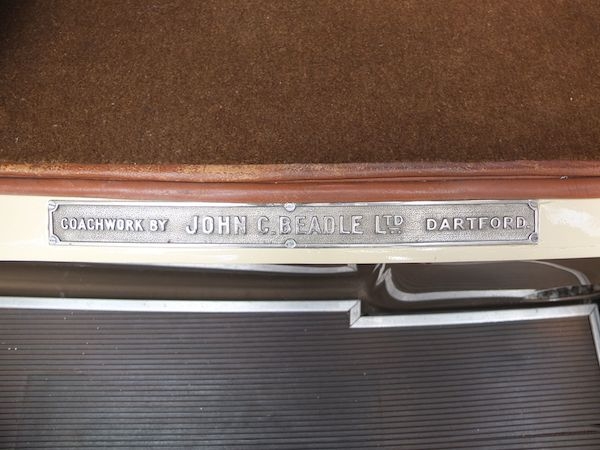 COACHWORK BY JOHN C. BEADLE LTD DARTFORD.